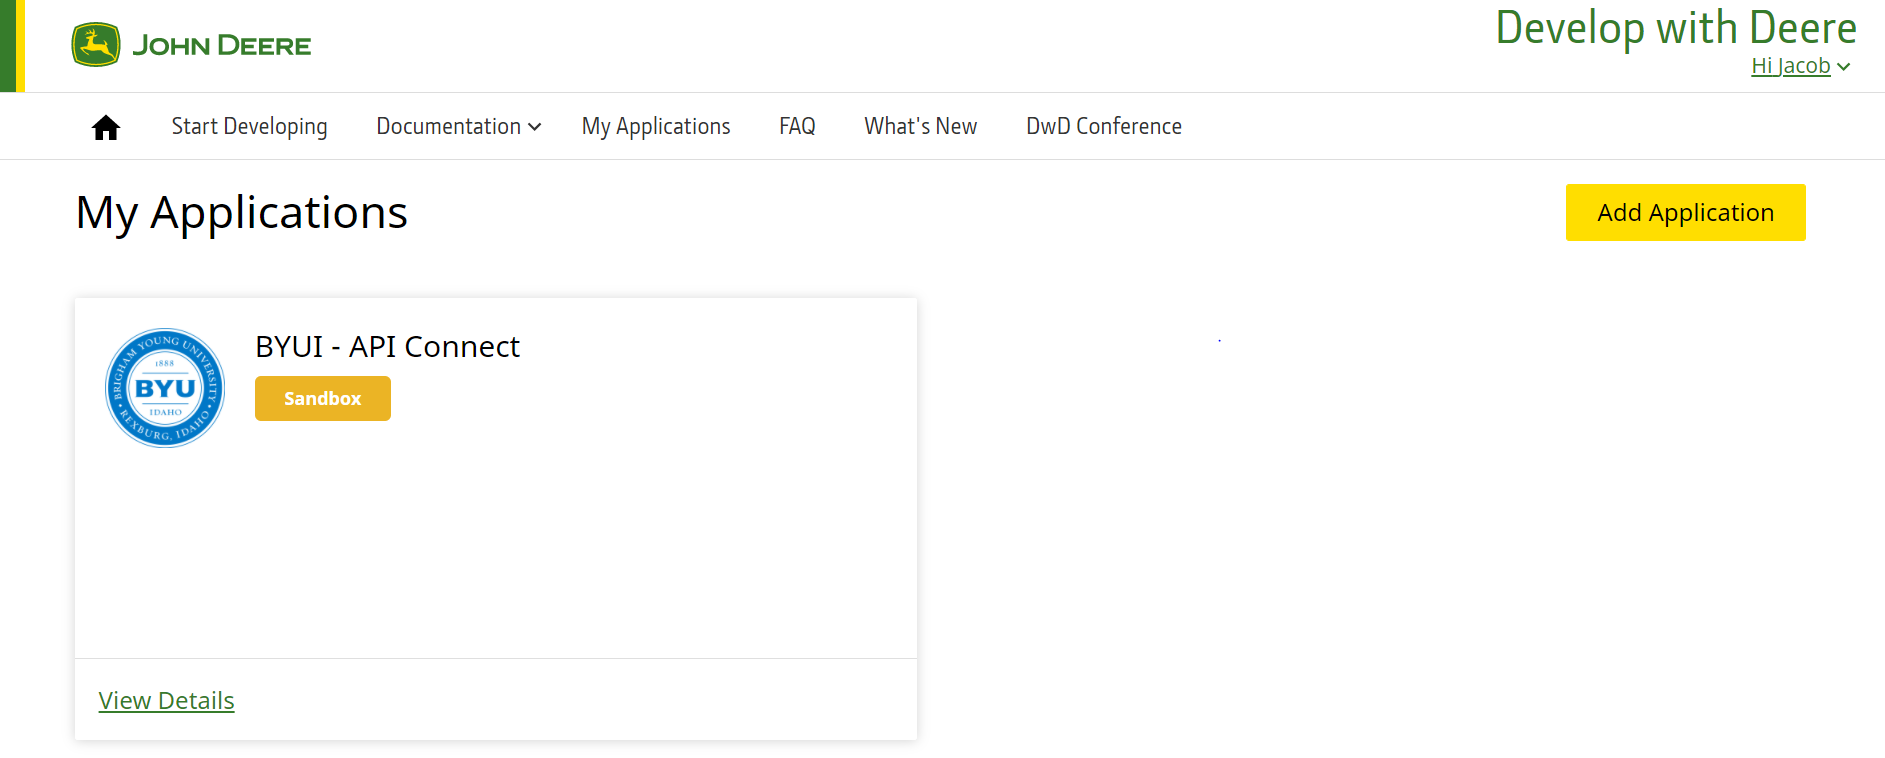 JOHN DEERE
Develop with Deere
Hi Jacob
Start Developing Documentation My Applications FAQ What's New DwD Conference
My Applications
Add Application
BYUI - API Connect
Sandbox
BRIGHAM YOUNG UNIVERSITY
1888
BYU
IDAHO
REXBURG, IDAHO
View Details